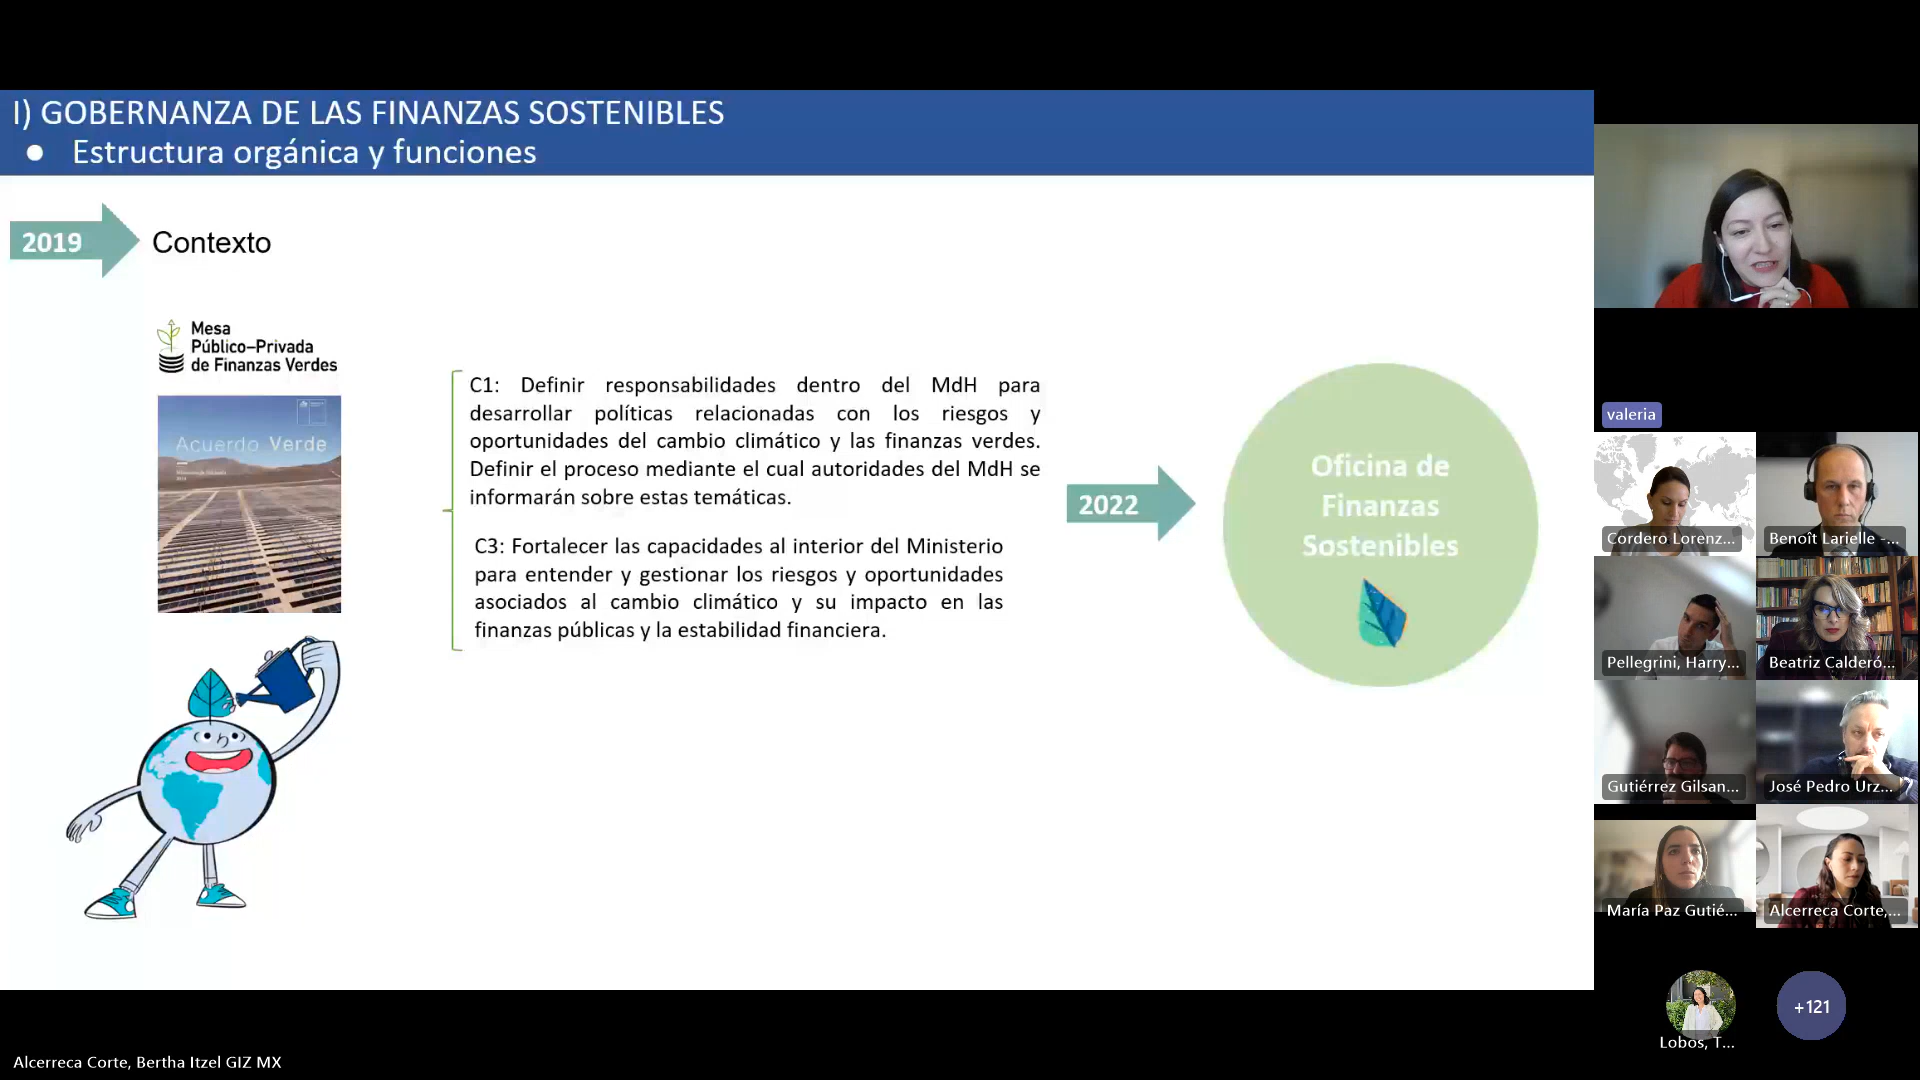 I) GOBERNANZA DE LAS FINANZAS SOSTENIBLES
● Estructura orgánica y funciones
2019
Contexto
Mesa
Público–Privada
de Finanzas Verdes
Acuerdo Verde
C1: Definir responsabilidades dentro del MdH para
desarrollar políticas relacionadas con los riesgos y
oportunidades del cambio climático y las finanzas verdes.
Definir el proceso mediante el cual autoridades del MdH se
informarán sobre estas temáticas.
C3: Fortalecer las capacidades al interior del Ministerio
para entender y gestionar los riesgos y oportunidades
asociados al cambio climático y su impacto en las
finanzas públicas y la estabilidad financiera.
2022
Oficina de
Finanzas
Sostenibles
valeria
Cordero Lorenz...
Benoît Larielle -...
Pellegrini, Harry...
Beatriz Calderó...
Gutiérrez Gilsan...
José Pedro Urz...
María Paz Gutié...
Alcerreca Corte,...
Lobos, T...
+121
Alcerreca Corte, Bertha Itzel GIZ MX